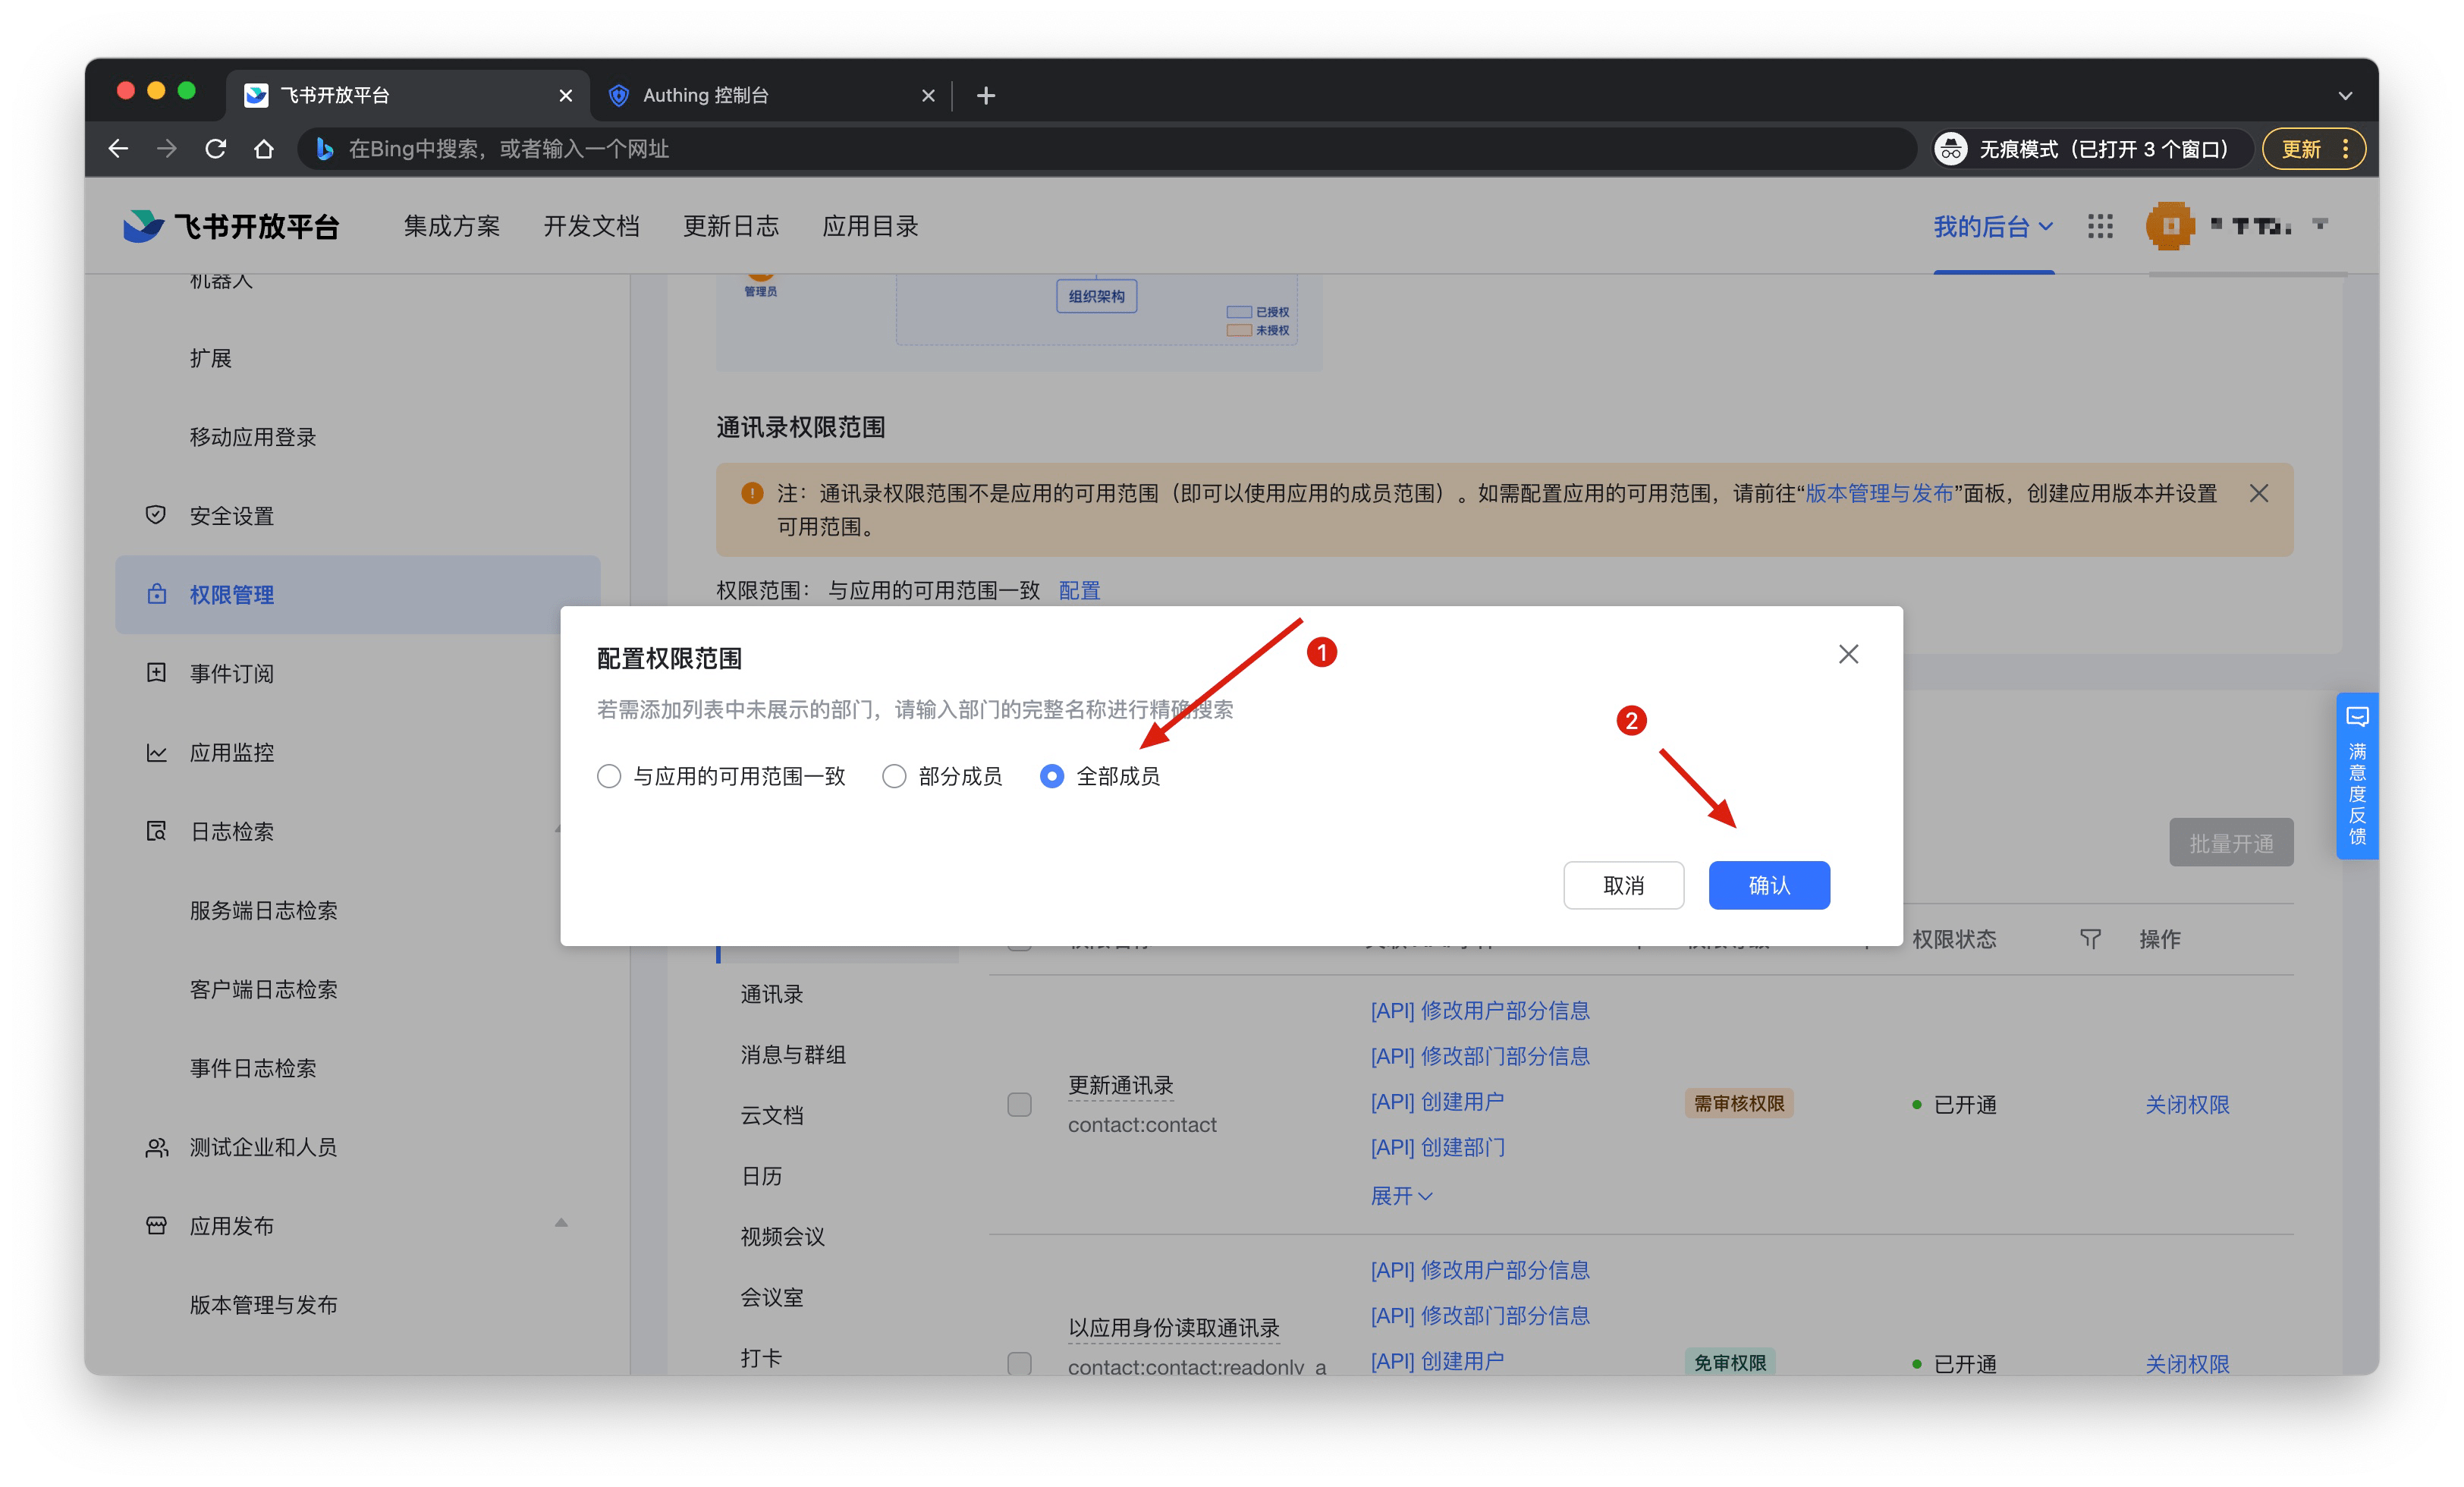 飞书开放平台
Authing 控制台
在Bing中搜索，或者输入一个网址
无痕模式（已打开 3 个窗口）
更新
飞书开放平台
集成方案
开发文档
更新日志
应用目录
我的后台
机器人
扩展
移动应用登录
安全设置
权限管理
事件订阅
应用监控
日志检索
服务端日志检索
客户端日志检索
事件日志检索
测试企业和人员
应用发布
版本管理与发布
管理员
组织架构
已授权
未授权
通讯录权限范围
注：通讯录权限范围不是应用的可用范围（即可以使用应用的成员范围）。如需配置应用的可用范围，请前往“版本管理与发布”面板，创建应用版本并设置
可用范围。
权限范围： 与应用的可用范围一致 配置
配置权限范围
1
若需添加列表中未展示的部门，请输入部门的完整名称进行精确搜索
2
与应用的可用范围一致
部分成员
全部成员
取消
确认
满意度反馈
批量开通
权限状态
操作
通讯录
消息与群组
云文档
日历
视频会议
会议室
打卡
更新通讯录
contact:contact
[API] 修改用户部分信息
[API] 修改部门部分信息
[API] 创建用户
[API] 创建部门
展开
需审核权限
已开通
关闭权限
以应用身份读取通讯录
contact:contact:readonly_a
[API] 修改用户部分信息
[API] 修改部门部分信息
[API] 创建用户
免审权限
已开通
关闭权限